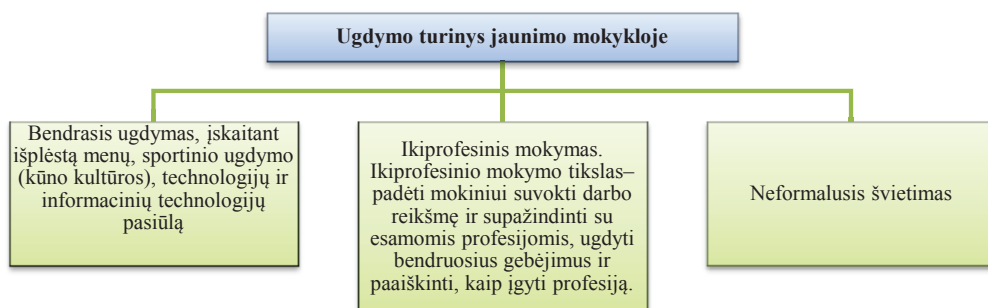 Ugdymo turinys jaunimo mokykloje
Bendrasis ugdymas, įskaitant
išplėstą menų, sportinio ugdymo
(kūno kultūros), technologijų ir
informacinių technologijų
pasiūlą
Ikiprofesinis mokymas.
Ikiprofesinio mokymo tikslas–
padėti mokiniui suvokti darbo
reikšmę ir supažindinti su
esamomis profesijomis, ugdyti
bendruosius gebėjimus ir
paaiškinti, kaip įgyti profesiją.
Neformalusis švietimas